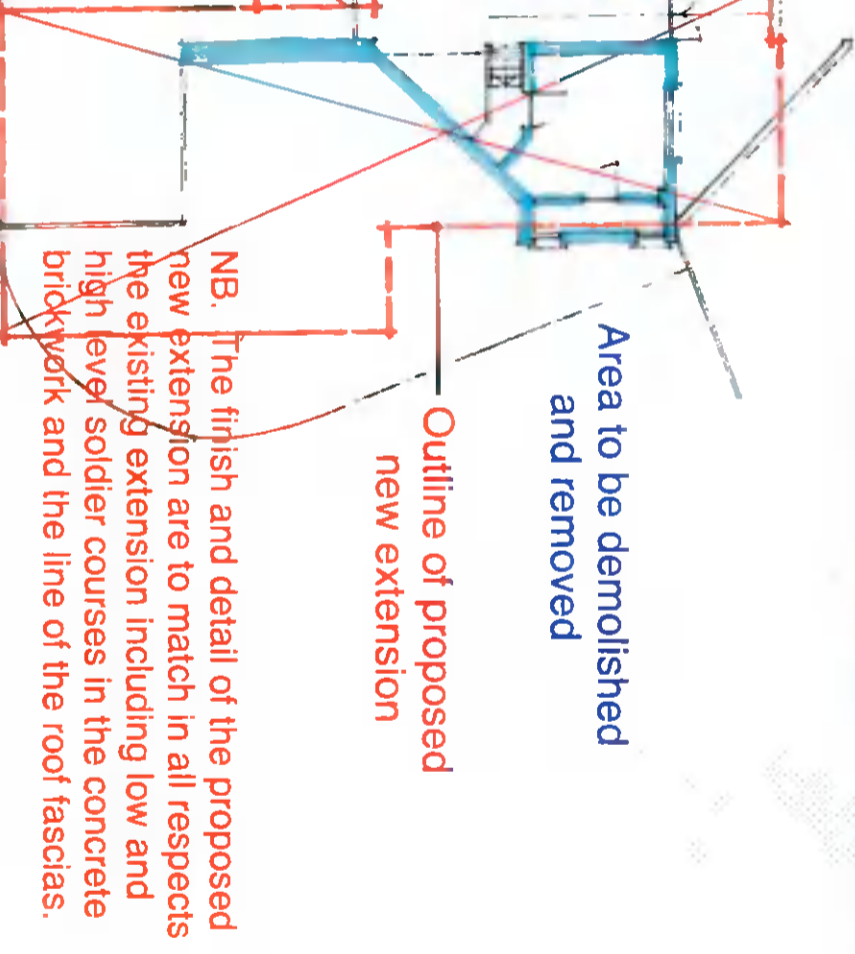 Area to be demolished
and removed
Outline of proposed
new extension
NB. The finish and detail of the proposed
new extension are to match in all respects
the existing extension including low and
high level soldier courses in the concrete
brickwork and the line of the roof fascias.